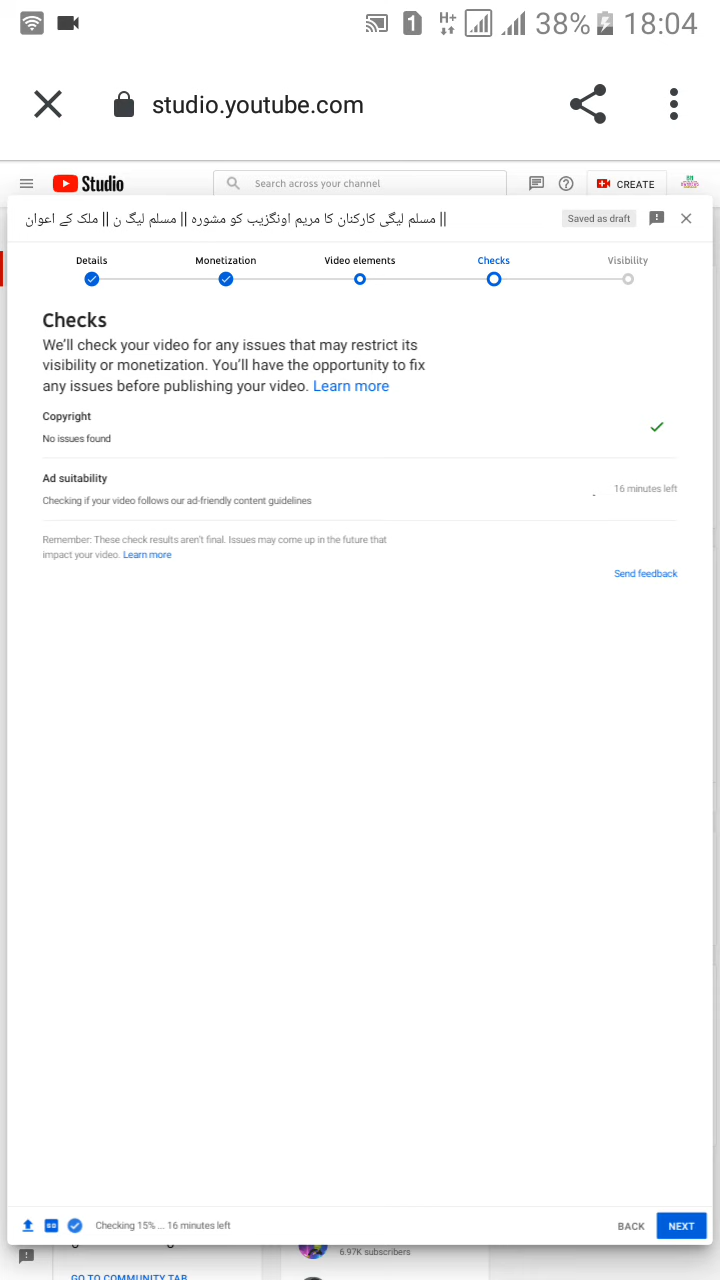 38% 18:04
studio.youtube.com
Studio
Search across your channel
CREATE
مسلم لیگی کارکنان کا مریم اونگزیب کو مشورہ || مسلم لیگ ن || ملک کے اعوان ||
Saved as draft
Details
Monetization
Video elements
Checks
Visibility
Checks
We'll check your video for any issues that may restrict its
visibility or monetization. You'll have the opportunity to fix
any issues before publishing your video. Learn more
Copyright
No issues found
Ad suitability
Checking if your video follows our ad-friendly content guidelines
16 minutes left
Remember: These check results aren't final. Issues may come up in the future that
impact your video. Learn more
Send feedback
Checking 15% ... 16 minutes left
BACK
NEXT
6.97K subscribers
GO TO COMMUNITY TAB